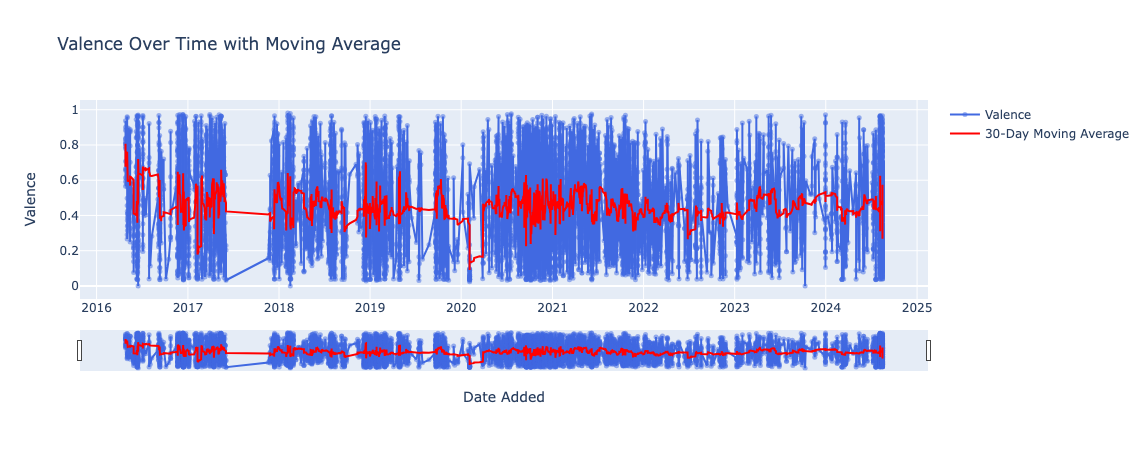 Valence Over Time with Moving Average
Valence
1
0.8
0.6
0.4
0.2
0
2016 2017 2018 2019 2020 2021 2022 2023 2024 2025
Date Added
Valence
30-Day Moving Average